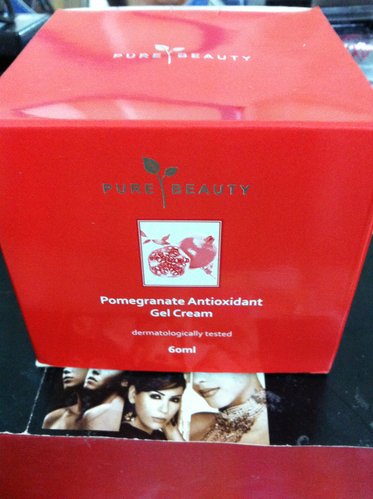 PURE BEAUTY
PURE BEAUTY
Pomegranate Antioxidant
Gel Cream
dermatologically tested
60ml